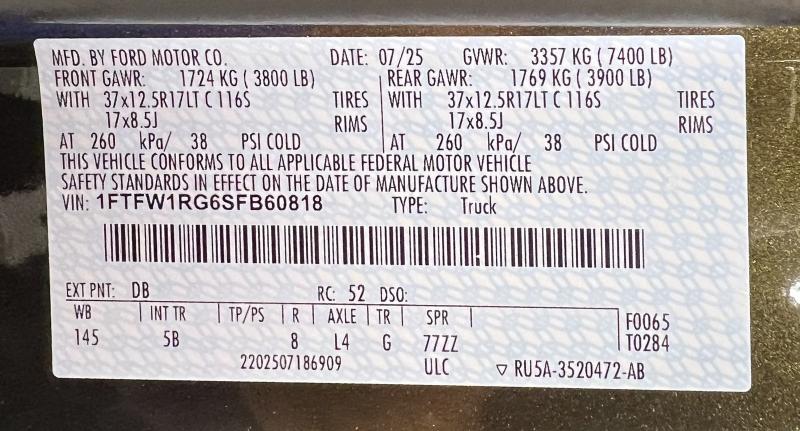 MFD. BY FORD MOTOR CO. DATE: 07/25 GVWR: 3357 KG ( 7400 LB)
FRONT GAWR: 1724 KG ( 3800 LB) REAR GAWR: 1769 KG ( 3900 LB)
WITH 37x12.5R17LT C 116S TIRES WITH 37x12.5R17LT C 116S TIRES
17x8.5J RIMS 17x8.5J RIMS
AT 260 kPa/ 38 PSI COLD AT 260 kPa/ 38 PSI COLD
THIS VEHICLE CONFORMS TO ALL APPLICABLE FEDERAL MOTOR VEHICLE
SAFETY STANDARDS IN EFFECT ON THE DATE OF MANUFACTURE SHOWN ABOVE.
VIN: 1FTFW1RG6SFB60818 TYPE: Truck
EXT PNT: DB RC: 52 DSO:
WB INT TR TP/PS R AXLE TR SPR F0065
145 5B 8 L4 G 77ZZ T0284
2202507186909 ULC ▽ RU5A-3520472-AB